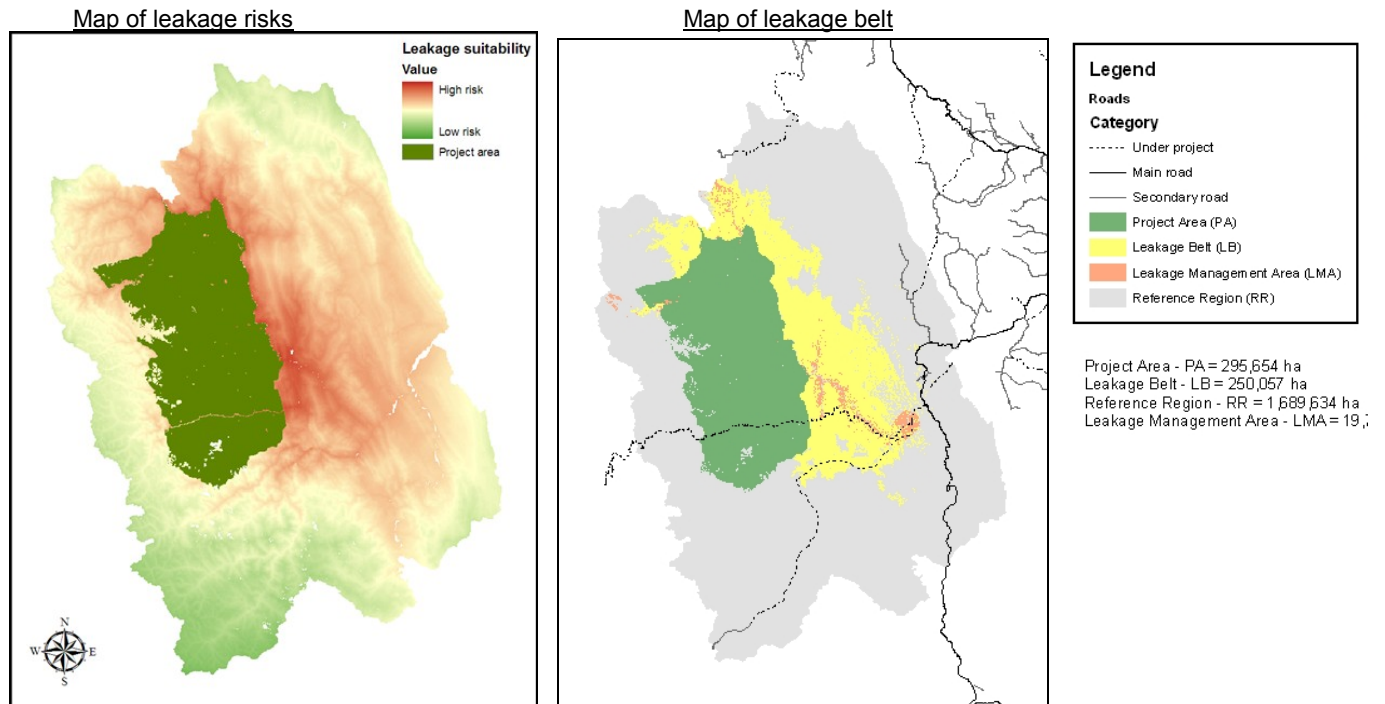 Map of leakage risks
Leakage suitability
Value
High risk
Low risk
Project area
N
W E
S
Map of leakage belt
Legend
Roads
Category
Under project
Main road
Secondary road
Project Area (PA)
Leakage Belt (LB)
Leakage Management Area (LMA)
Reference Region (RR)
Project Area - PA = 295,654 ha
Leakage Belt - LB = 250,057 ha
Reference Region - RR = 1,689,634 ha
Leakage Management Area - LMA = 19,